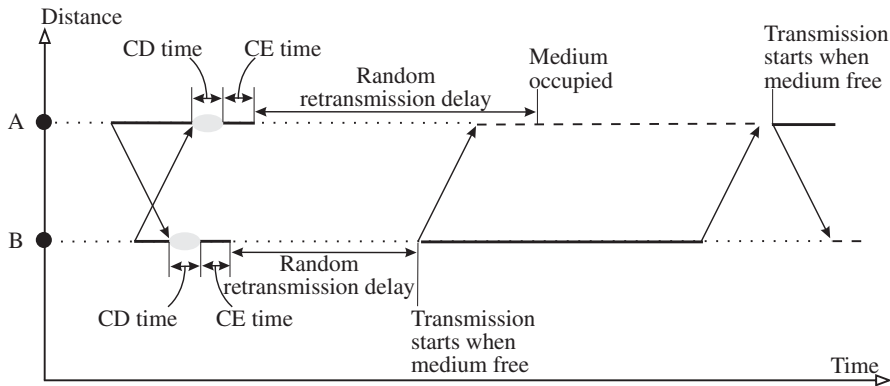 Distance
CD time
CE time
Random
retransmission delay
Medium
occupied
Transmission
starts when
medium free
A
B
Random
retransmission delay
CD time
CE time
Transmission
starts when
medium free
Time